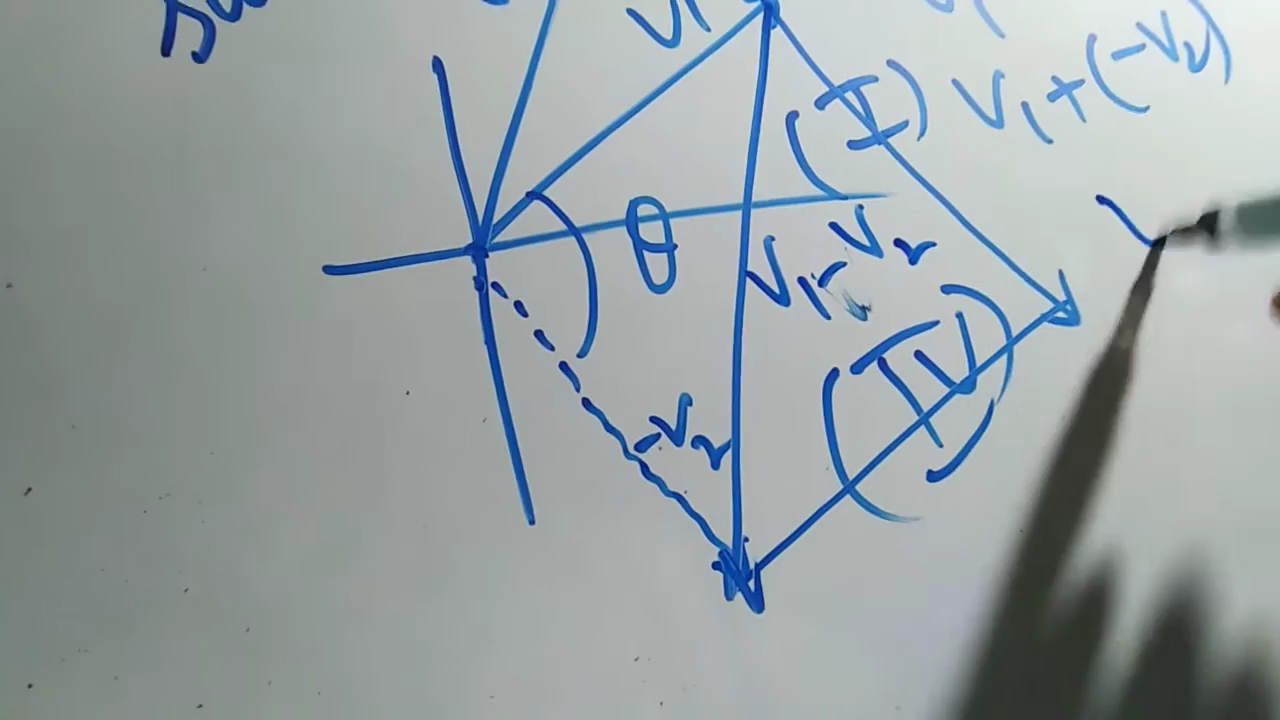 V1
(I) V1 + (-V2)
θ
V2
V1-
(IV)
-V2